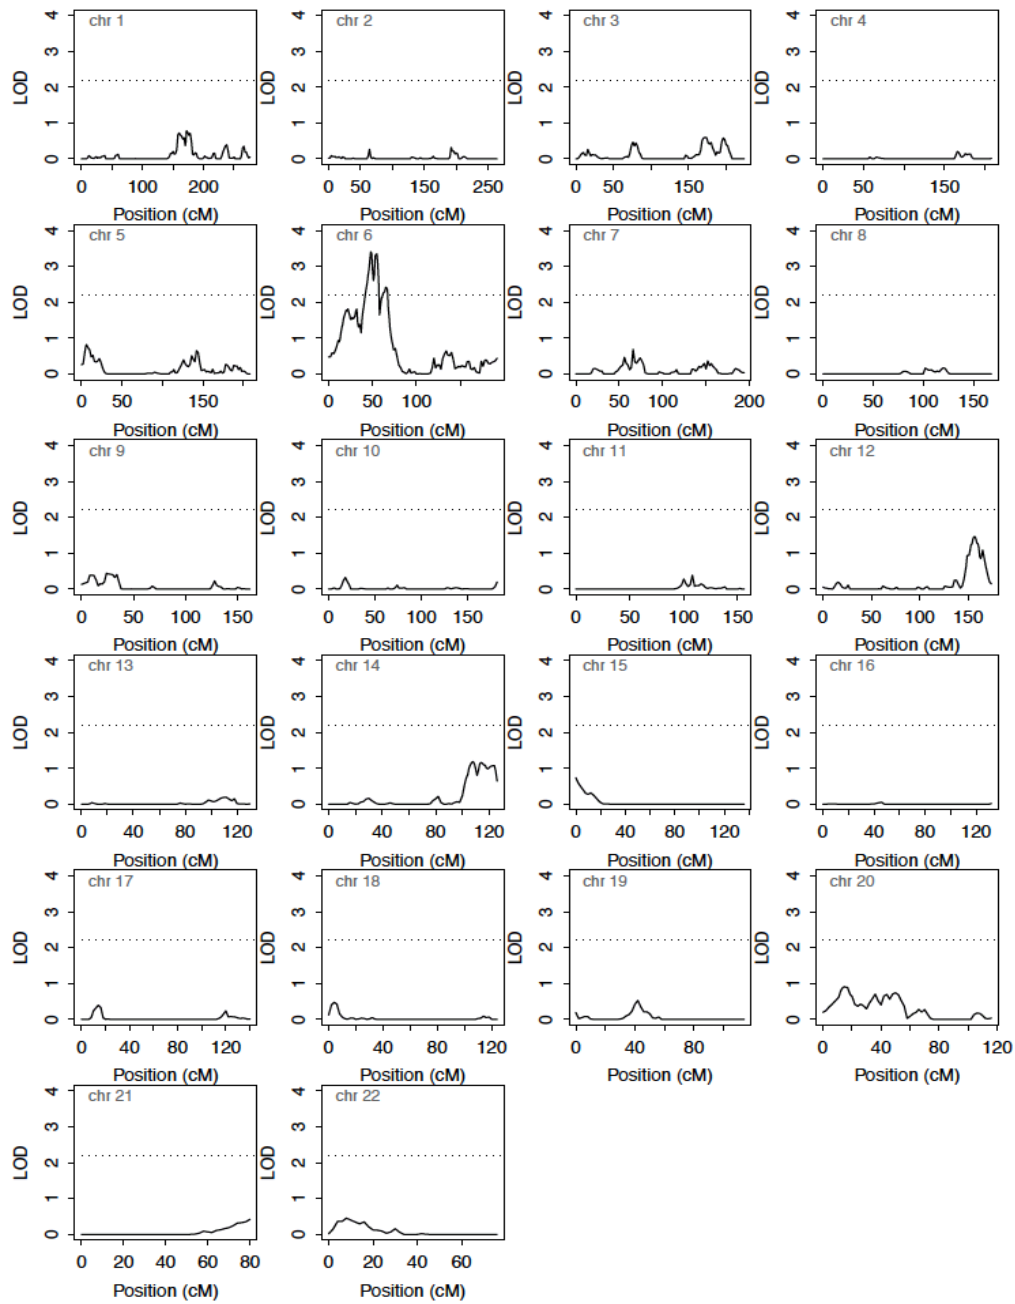 chr 1
4
3
2
1
0
LOD
0 100 200
Position (cM)
chr 2
4
3
2
1
0
LOD
0 50 150 250
Position (cM)
chr 3
4
3
2
1
0
LOD
0 50 150
Position (cM)
chr 4
4
3
2
1
0
LOD
0 50 150
Position (cM)
chr 5
4
3
2
1
0
LOD
0 50 150
Position (cM)
chr 6
4
3
2
1
0
LOD
0 50 100
Position (cM)
chr 7
4
3
2
1
0
LOD
0 50 100 200
Position (cM)
chr 8
4
3
2
1
0
LOD
0 50 100 150
Position (cM)
chr 9
4
3
2
1
0
LOD
0 50 100 150
Position (cM)
chr 10
4
3
2
1
0
LOD
0 50 100 150
Position (cM)
chr 11
4
3
2
1
0
LOD
0 50 100 150
Position (cM)
chr 12
4
3
2
1
0
LOD
0 50 100 150
Position (cM)
chr 13
4
3
2
1
0
LOD
0 40 80 120
Position (cM)
chr 14
4
3
2
1
0
LOD
0 40 80 120
Position (cM)
chr 15
4
3
2
1
0
LOD
0 40 80 120
Position (cM)
chr 16
4
3
2
1
0
LOD
0 40 80 120
Position (cM)
chr 17
4
3
2
1
0
LOD
0 40 80 120
Position (cM)
chr 18
4
3
2
1
0
LOD
0 40 80 120
Position (cM)
chr 19
4
3
2
1
0
LOD
0 40 80
Position (cM)
chr 20
4
3
2
1
0
LOD
0 40 80 120
Position (cM)
chr 21
4
3
2
1
0
LOD
0 20 40 60 80
Position (cM)
chr 22
4
3
2
1
0
LOD
0 20 40 60
Position (cM)